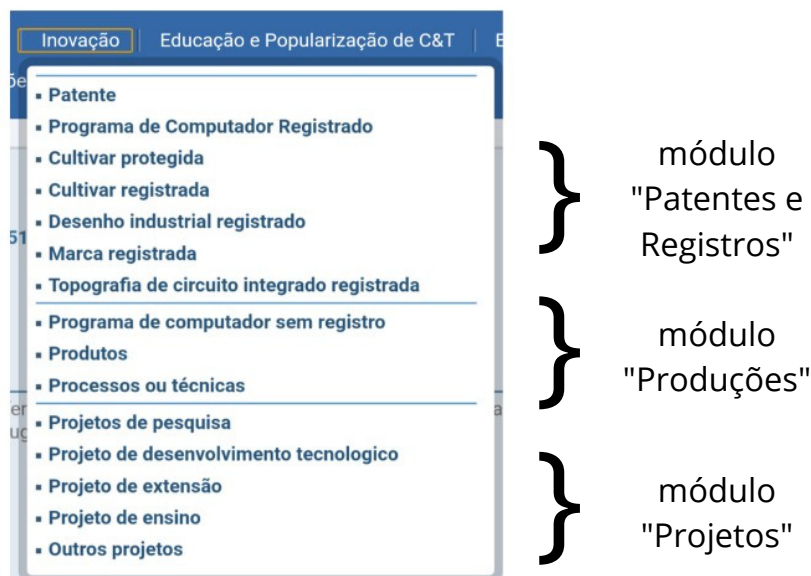 Inovação
Educação e Popularização de C&T
Patente
Programa de Computador Registrado
Cultivar protegida
Cultivar registrada
Desenho industrial registrado
51
Marca registrada
Topografia de circuito integrado registrada
Programa de computador sem registro
Produtos
Processos ou técnicas
Projetos de pesquisa
Projeto de desenvolvimento tecnologico
Projeto de extensão
Projeto de ensino
Outros projetos
}
módulo
"Patentes e
Registros"
}
módulo
"Produções"
}
módulo
"Projetos"